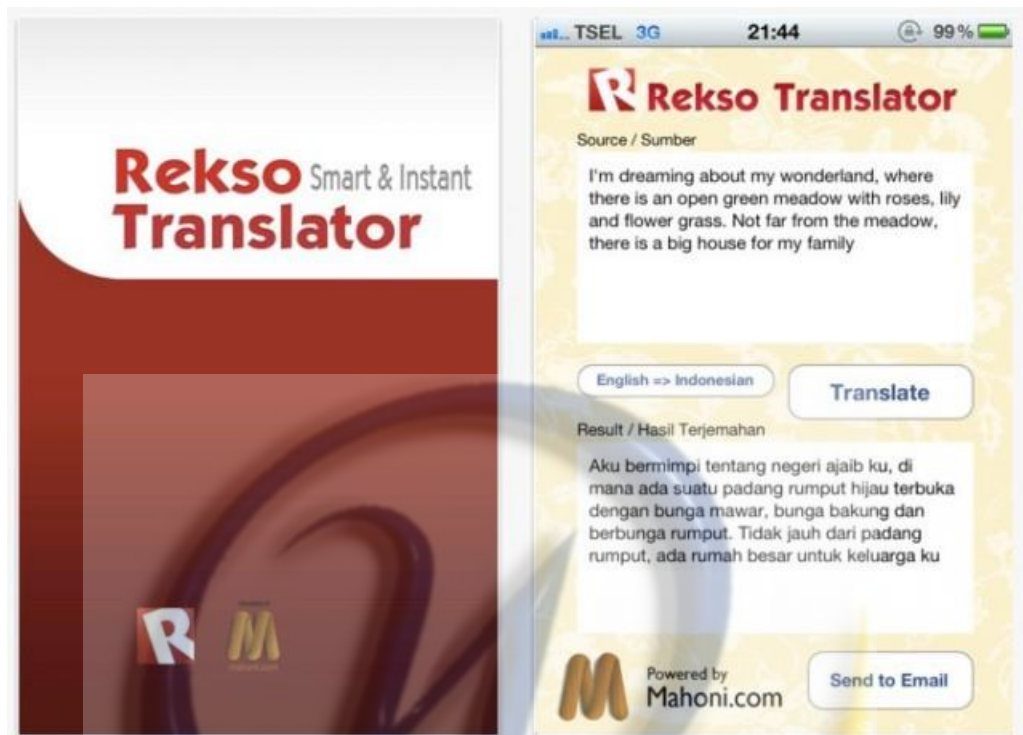 Rekso Smart & Instant
Translator
TSEL 3G 21:44 99%
Rekso Translator
Source / Sumber
I'm dreaming about my wonderland, where
there is an open green meadow with roses, lily
and flower grass. Not far from the meadow,
there is a big house for my family
English => Indonesian
Translate
Result / Hasil Terjemahan
Aku bermimpi tentang negeri ajaib ku, di
mana ada suatu padang rumput hijau terbuka
dengan bunga mawar, bunga bakung dan
berbunga rumput. Tidak jauh dari padang
rumput, ada rumah besar untuk keluarga ku
Powered by
Mahoni.com
Send to Email